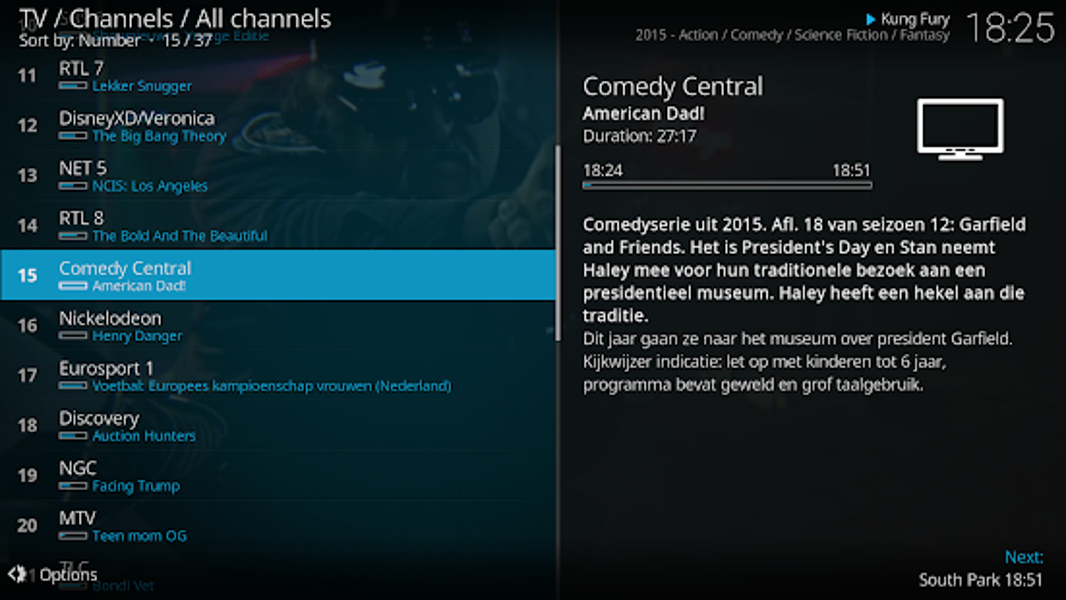 TV / Channels / All channels
Sort by: Number · 15 / 37
Kung Fury
2015 - Action / Comedy / Science Fiction / Fantasy
18:25
11 RTL 7
Lekker Snugger
12 DisneyXD/Veronica
The Big Bang Theory
13 NET 5
NCIS: Los Angeles
14 RTL 8
The Bold And The Beautiful
15 Comedy Central
American Dad!
16 Nickelodeon
Henry Danger
17 Eurosport 1
Voetbal: Europees kampioenschap vrouwen (Nederland)
18 Discovery
Auction Hunters
19 NGC
Facing Trump
20 MTV
Teen mom OG
TLC
Options
Bondi Vet
Comedy Central
American Dad!
Duration: 27:17
18:24 18:51
Comedyserie uit 2015. Afl. 18 van seizoen 12: Garfield
and Friends. Het is President's Day en Stan neemt
Haley mee voor hun traditionele bezoek aan een
presidentieel museum. Haley heeft een hekel aan die
traditie.
Dit jaar gaan ze naar het museum over president Garfield.
Kijkwijzer indicatie: let op met kinderen tot 6 jaar,
programma bevat geweld en grof taalgebruik.
Next:
South Park 18:51